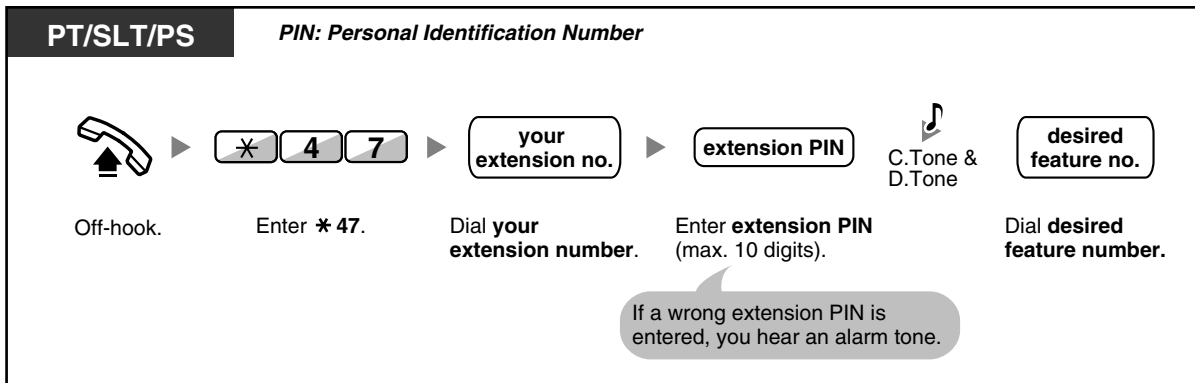 PT/SLT/PS
PIN: Personal Identification Number
* 4 7
your
extension no.
extension PIN
C.Tone &
D.Tone
desired
feature no.
Off-hook.
Enter * 47.
Dial your
extension number.
Enter extension PIN
(max. 10 digits).
Dial desired
feature number.
If a wrong extension PIN is
entered, you hear an alarm tone.